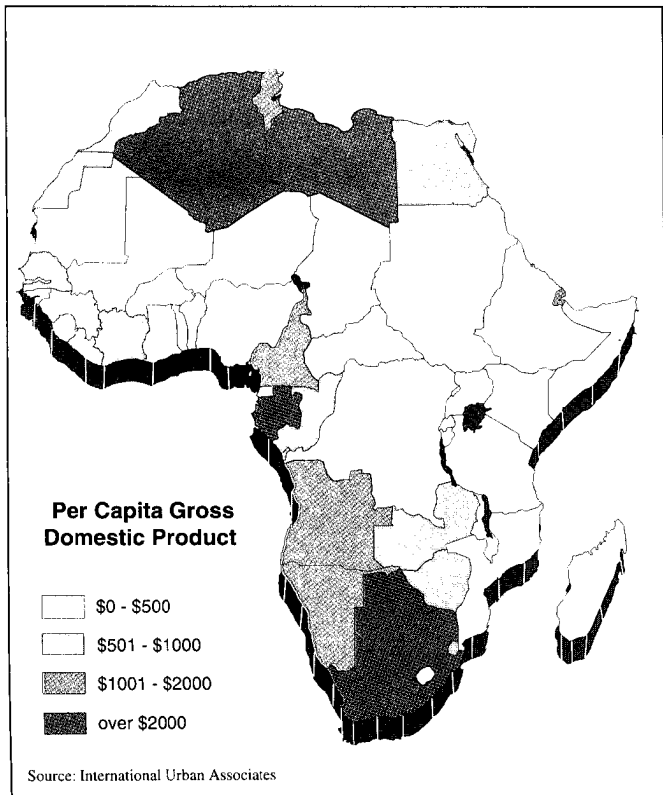 Per Capita Gross
Domestic Product
$0 - $500
$501 - $1000
$1001 - $2000
over $2000
Source: International Urban Associates